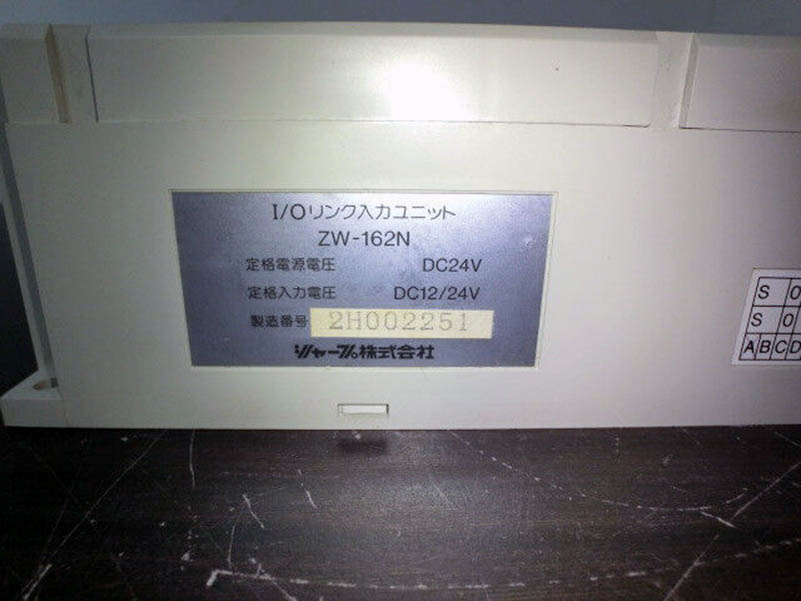 I/Oリンク入力ユニット
ZW-162N
定格電源電圧 DC24V
定格入力電圧 DC12/24V
製造番号 2H002251
シャープ株式会社
S 0
S 0
A B C D